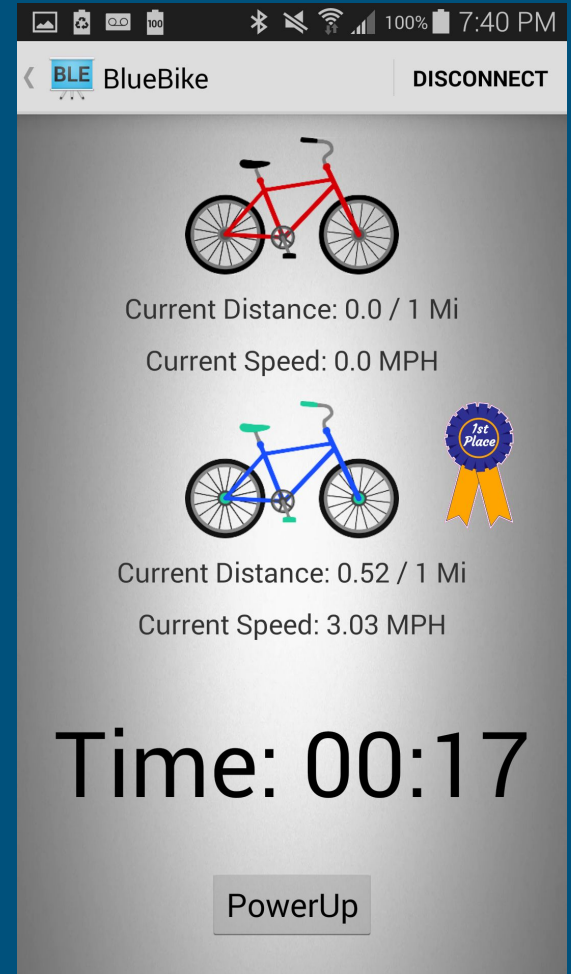 100
100% 7:40 PM
BLE BlueBike DISCONNECT
Current Distance: 0.0 / 1 Mi
Current Speed: 0.0 MPH
1st
Place
Current Distance: 0.52 / 1 Mi
Current Speed: 3.03 MPH
Time: 00:17
PowerUp